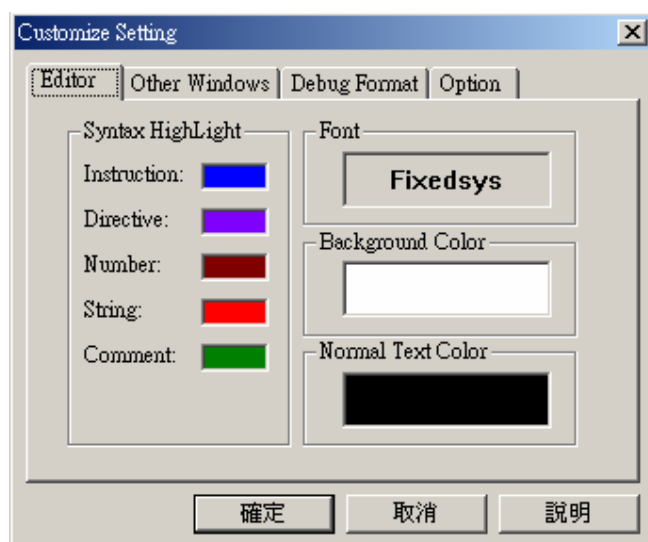 Customize Setting
Editor Other Windows Debug Format Option
Syntax HighLight
Instruction:
Directive:
Number:
String:
Comment:
Font
Fixedsys
Background Color
Normal Text Color
確定 取消 說明